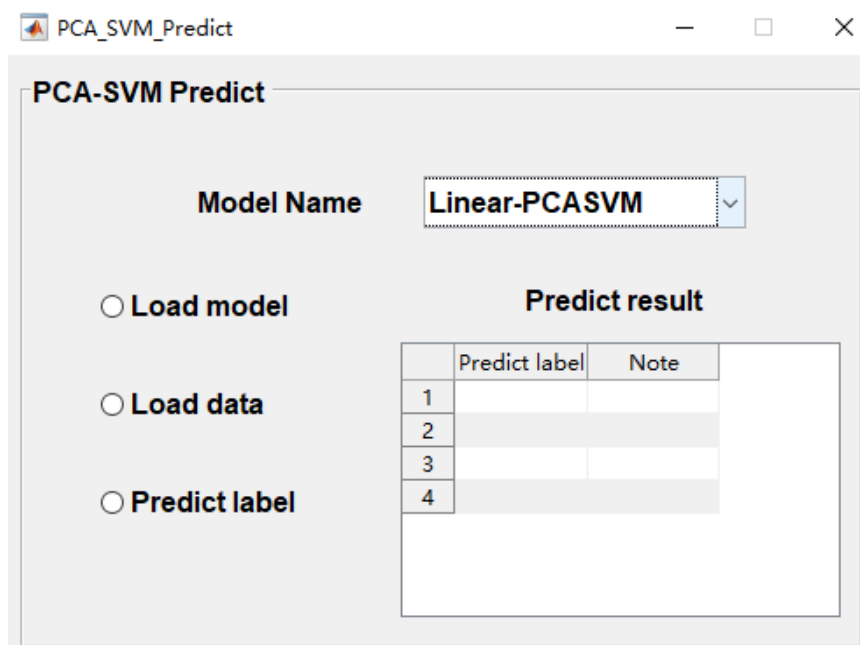 PCA_SVM_Predict
PCA-SVM Predict
Model Name
Linear-PCASVM
Load model
Predict result
Predict label Note
1
Load data
2
3
Predict label
4